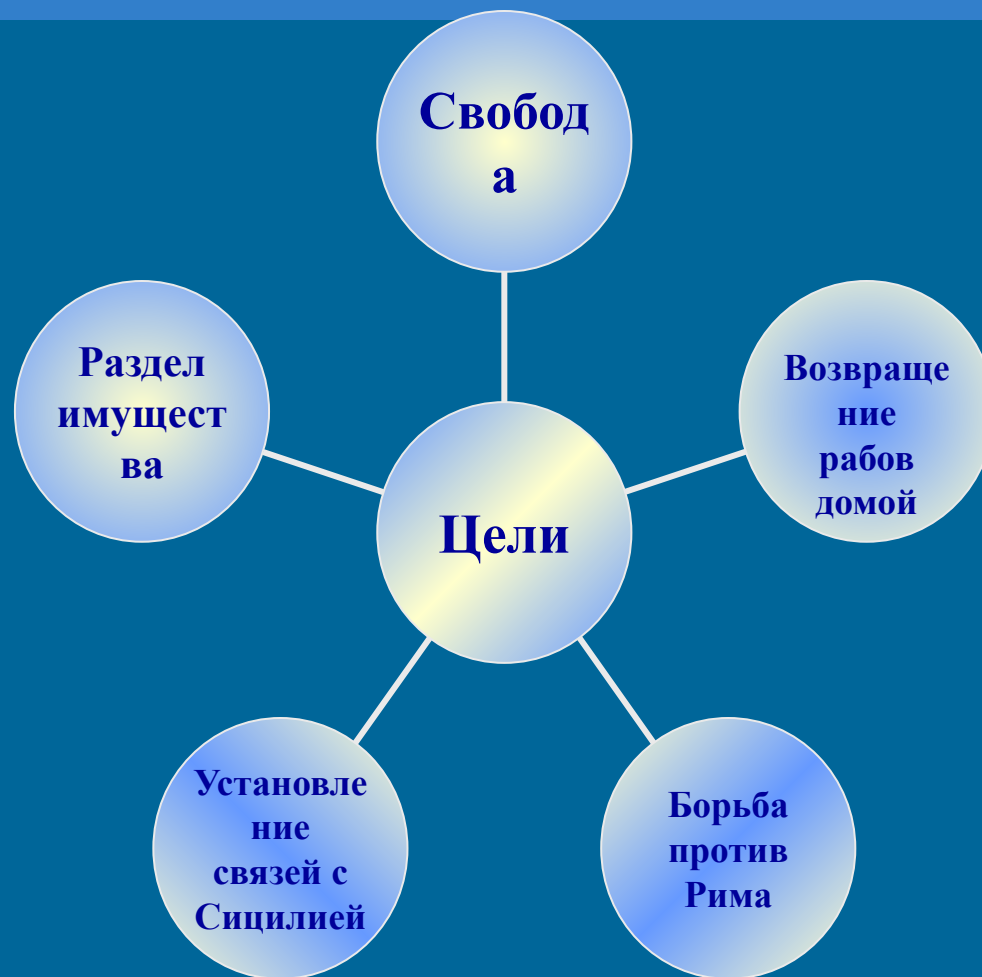 Свобод
а
Раздел
имущест
ва
Возвраще
ние
рабов
домой
Цели
Установле
ние
связей с
Сицилией
Борьба
против
Рима